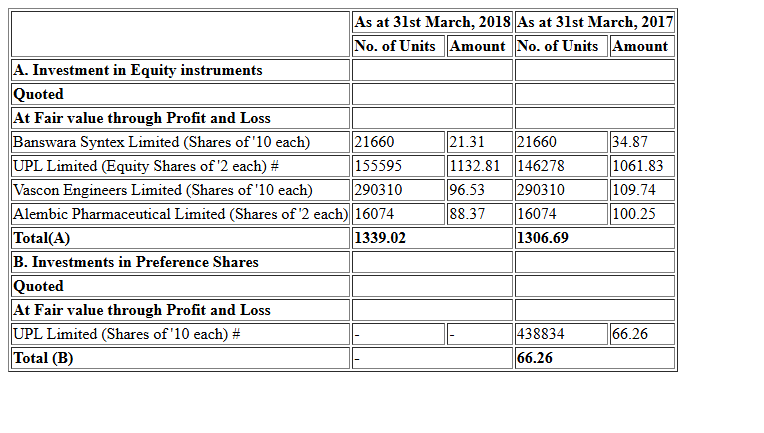 As at 31st March, 2018 As at 31st March, 2017
No. of Units Amount No. of Units Amount
A. Investment in Equity instruments
Quoted
At Fair value through Profit and Loss
Banswara Syntex Limited (Shares of '10 each) 21660 21.31 21660 34.87
UPL Limited (Equity Shares of '2 each) # 155595 1132.81 146278 1061.83
Vascon Engineers Limited (Shares of '10 each) 290310 96.53 290310 109.74
Alembic Pharmaceutical Limited (Shares of '2 each) 16074 88.37 16074 100.25
Total(A) 1339.02 1306.69
B. Investments in Preference Shares
Quoted
At Fair value through Profit and Loss
UPL Limited (Shares of '10 each) # - - 438834 66.26
Total (B) - 66.26